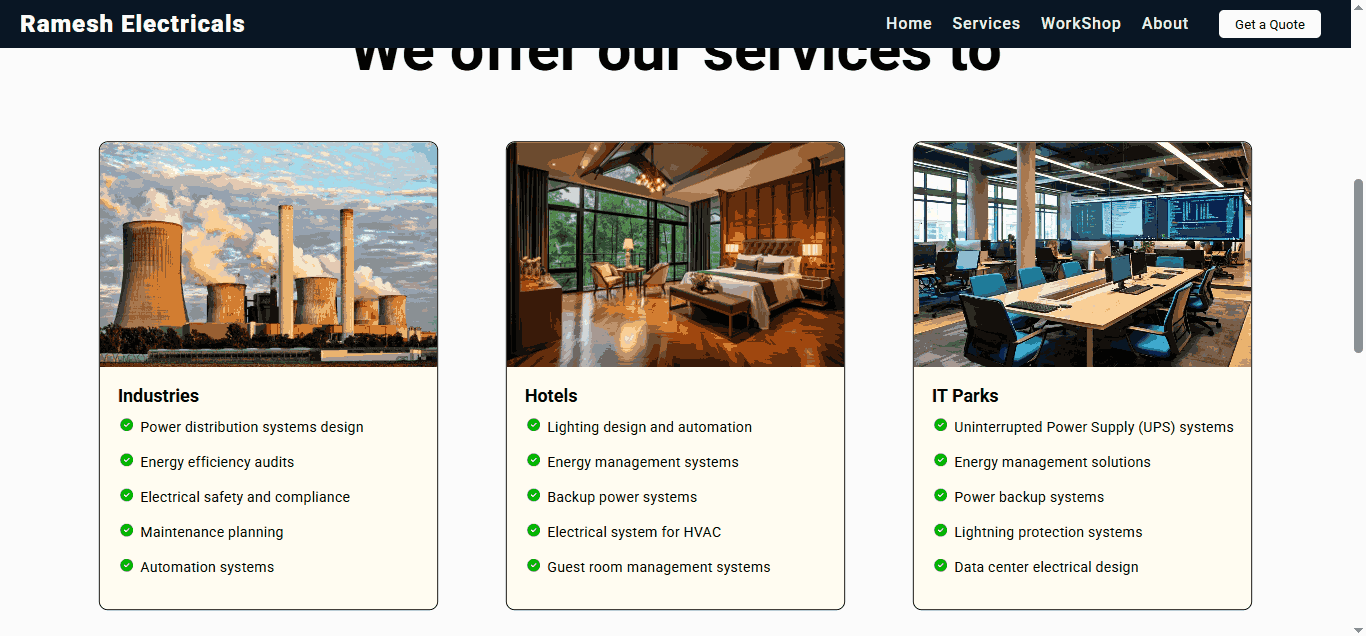 Ramesh Electricals
Home Services WorkShop About Get a Quote
We offer our services to
Industries
Power distribution systems design
Energy efficiency audits
Electrical safety and compliance
Maintenance planning
Automation systems
Hotels
Lighting design and automation
Energy management systems
Backup power systems
Electrical system for HVAC
Guest room management systems
IT Parks
Uninterrupted Power Supply (UPS) systems
Energy management solutions
Power backup systems
Lightning protection systems
Data center electrical design